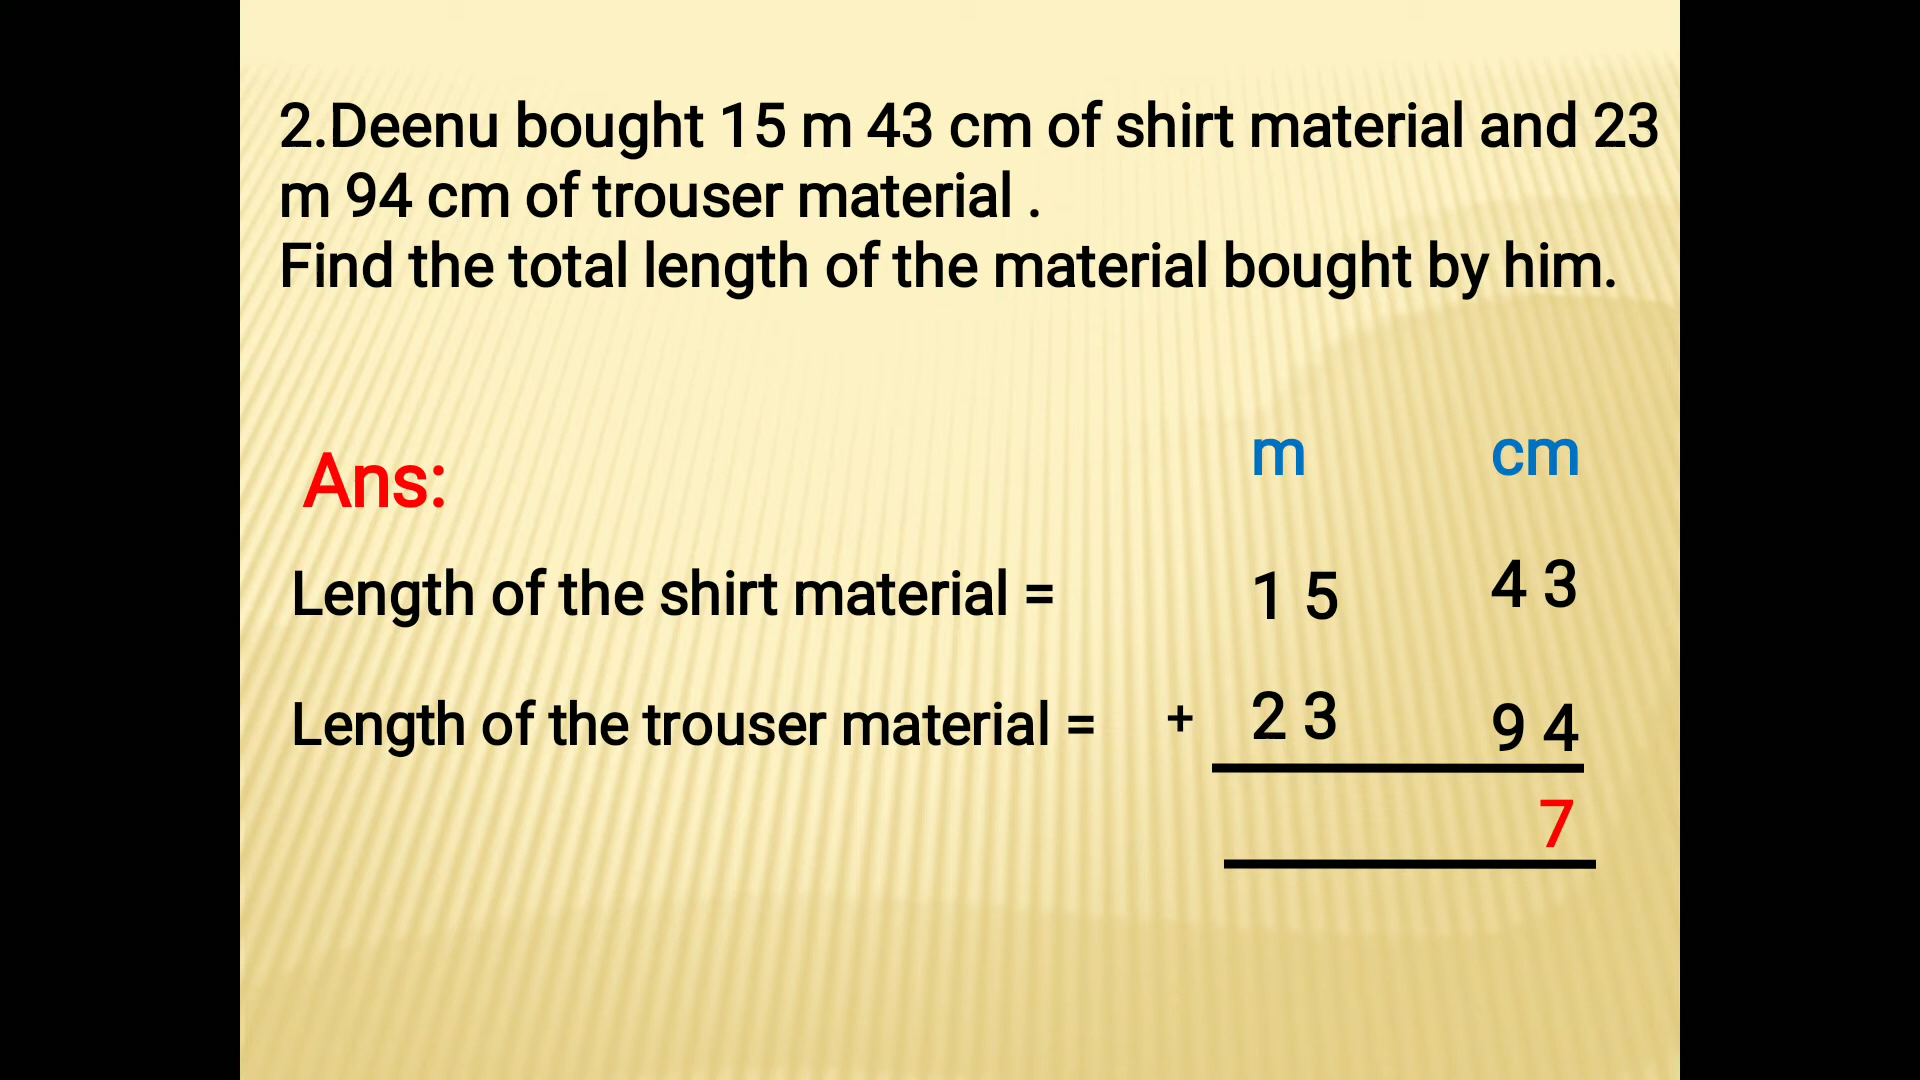 2.Deenu bought 15 m 43 cm of shirt material and 23
m 94 cm of trouser material .
Find the total length of the material bought by him.
m cm
Ans:
Length of the shirt material = 1 5 4 3
Length of the trouser material = + 2 3 9 4
7